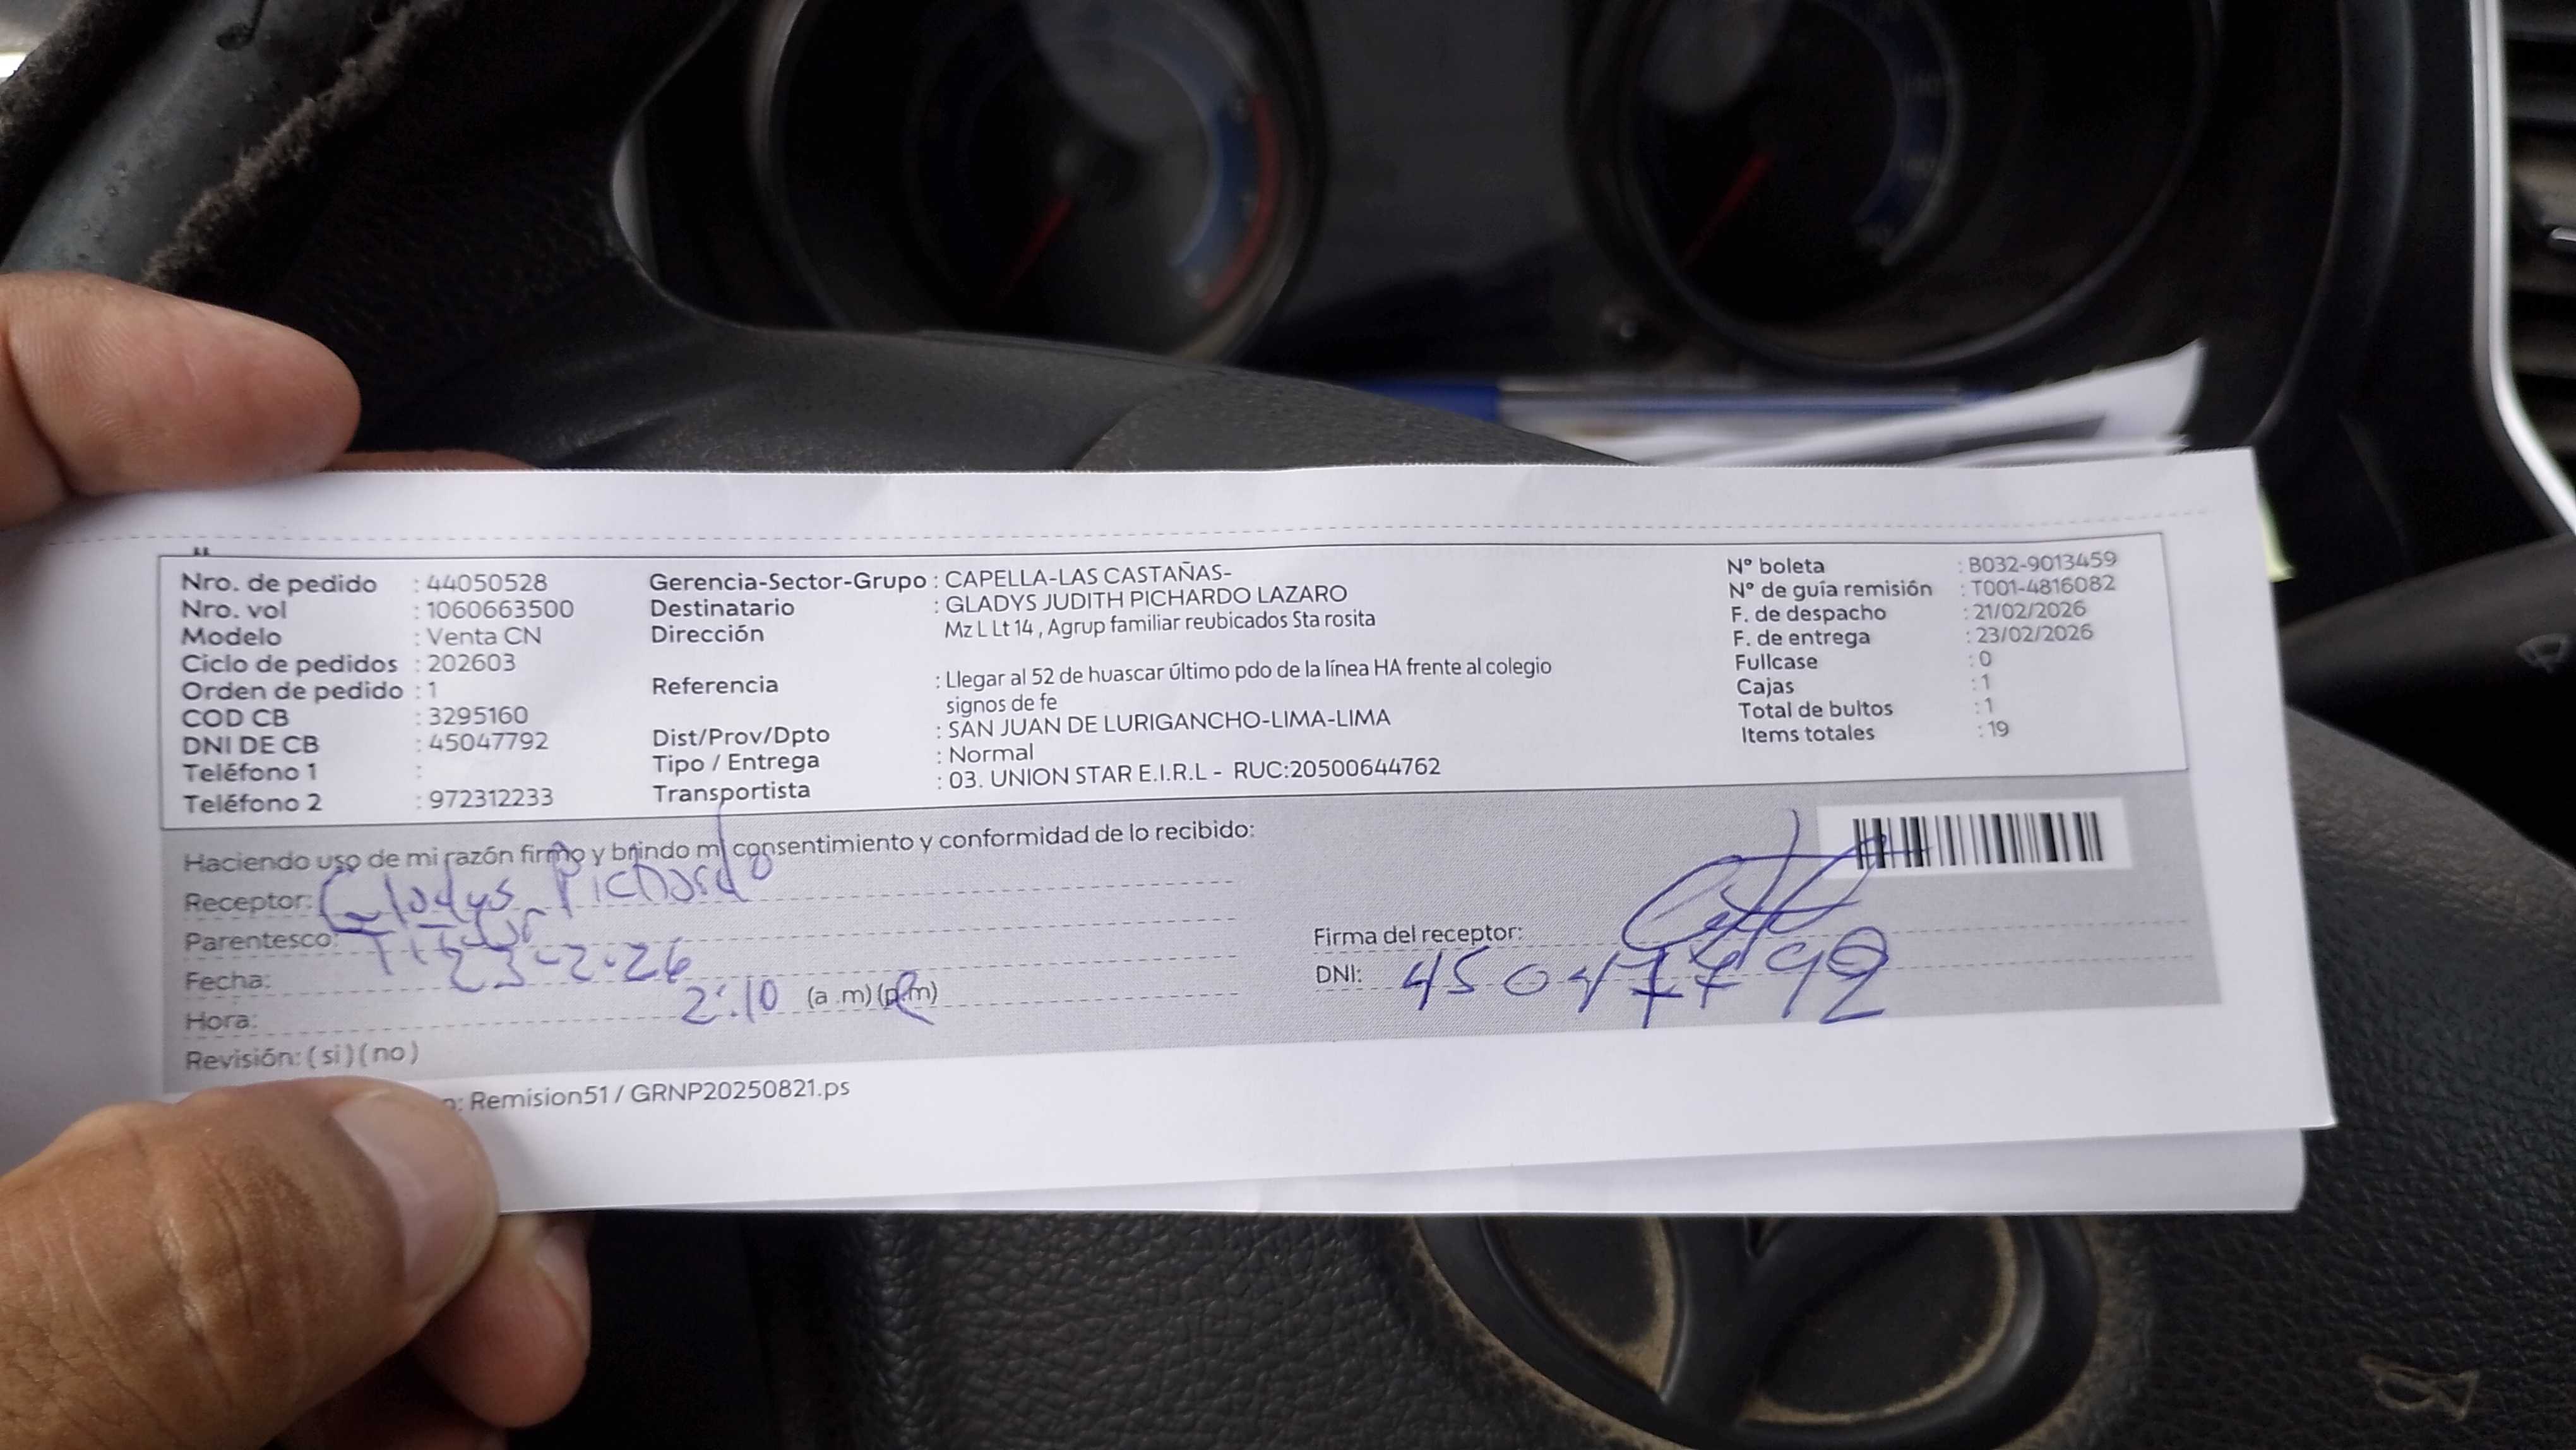 Nro. de pedido : 44050528
Nro. vol : 1060663500
Modelo : Venta CN
Ciclo de pedidos : 202603
Orden de pedido : 1
COD CB : 3295160
DNI DE CB : 45047792
Teléfono 1 :
Teléfono 2 : 972312233
Gerencia-Sector-Grupo : CAPELLA-LAS CASTAÑAS-
Destinatario : GLADYS JUDITH PICHARDO LAZARO
Dirección Mz L Lt 14 , Agrup familiar reubicados Sta rosita
Referencia : Llegar al 52 de huascar último pdo de la línea HA frente al colegio
signos de fe
Dist/Prov/Dpto : SAN JUAN DE LURIGANCHO-LIMA-LIMA
Tipo / Entrega : Normal
Transportista : 03. UNION STAR E.I.R.L - RUC:20500644762
Nº boleta : B032-9013459
Nº de guía remisión : T001-4816082
F. de despacho : 21/02/2026
F. de entrega : 23/02/2026
Fullcase : 0
Cajas : 1
Total de bultos : 1
Items totales : 19
Haciendo uso de mi razón firmo y brindo mi consentimiento y conformidad de lo recibido:
Receptor: Gladys Pichardo
Parentesco: Titular
Fecha: 23-2-26
Hora: 2:10 (a .m) (p.m)
Revisión: ( si ) ( no )
Firma del receptor:
DNI: 45047792
: Remision51 / GRNP20250821.ps